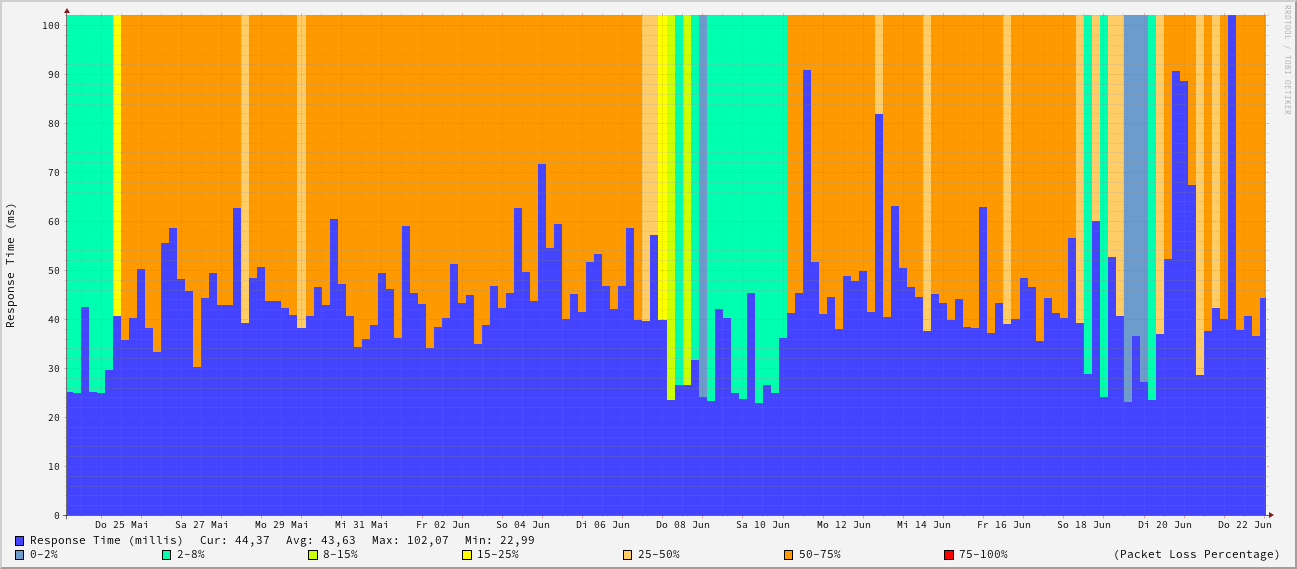 RRDTOOL / TOBI OETIKER
Response Time (ms)
100
90
80
70
60
50
40
30
20
10
0
Do 25 Mai Sa 27 Mai Mo 29 Mai Mi 31 Mai Fr 02 Jun So 04 Jun Di 06 Jun Do 08 Jun Sa 10 Jun Mo 12 Jun Mi 14 Jun Fr 16 Jun So 18 Jun Di 20 Jun Do 22 Jun
Response Time (millis) Cur: 44,37 Avg: 43,63 Max: 102,07 Min: 22,99
0-2% 2-8% 8-15% 15-25% 25-50% 50-75% 75-100% (Packet Loss Percentage)